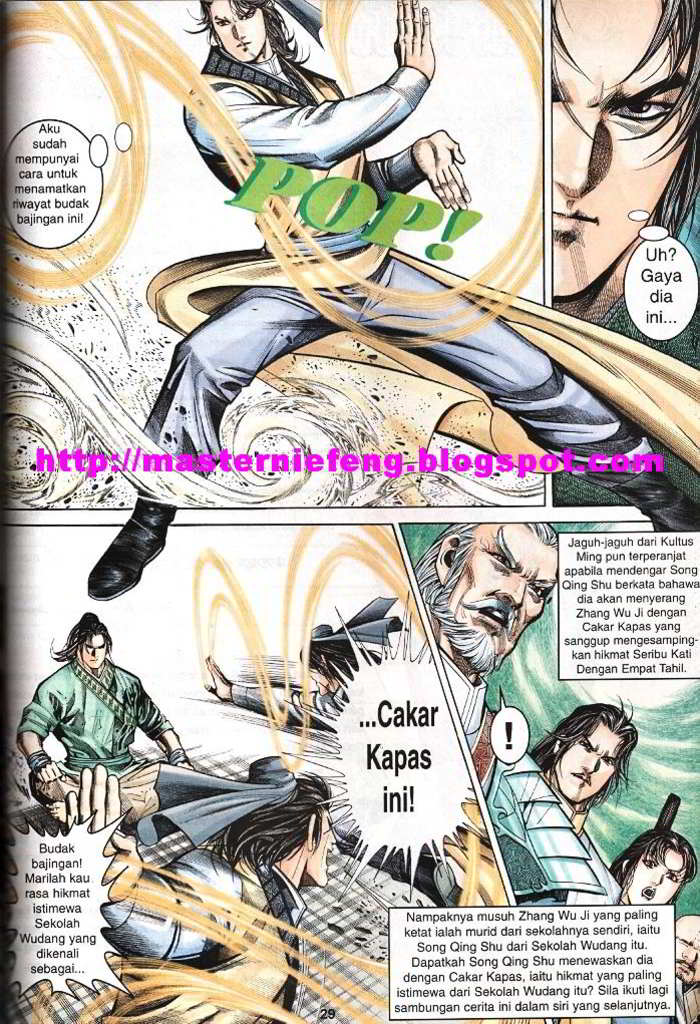 Aku
sudah
mempunyai
cara untuk
menamatkan
riwayat budak
bajingan ini!
POP!
Uh?
Gaya
dia
ini...
http://masterniefeng.blogspot.com
Jaguh-jaguh dari Kultus
Ming pun terperanjat
apabila mendengar Song
Qing Shu berkata bahawa
dia akan menyerang
Zhang Wu Ji dengan
Cakar Kapas yang
sanggup mengesamping-
kan hikmat Seribu Kati
Dengan Empat Tahil.
!
Budak
bajingan!
Marilah kau
rasa hikmat
istimewa
Sekolah
Wudang yang
dikenali
sebagai...
...Cakar
Kapas
ini!
Nampaknya musuh Zhang Wu Ji yang paling
ketat ialah murid dari sekolahnya sendiri, iaitu
Song Qing Shu dari Sekolah Wudang itu.
Dapatkah Song Qing Shu menewaskan dia
dengan Cakar Kapas, iaitu hikmat yang paling
istimewa dari Sekolah Wudang itu? Sila ikuti lagi
sambungan cerita ini dalam siri yang selanjutnya.
29